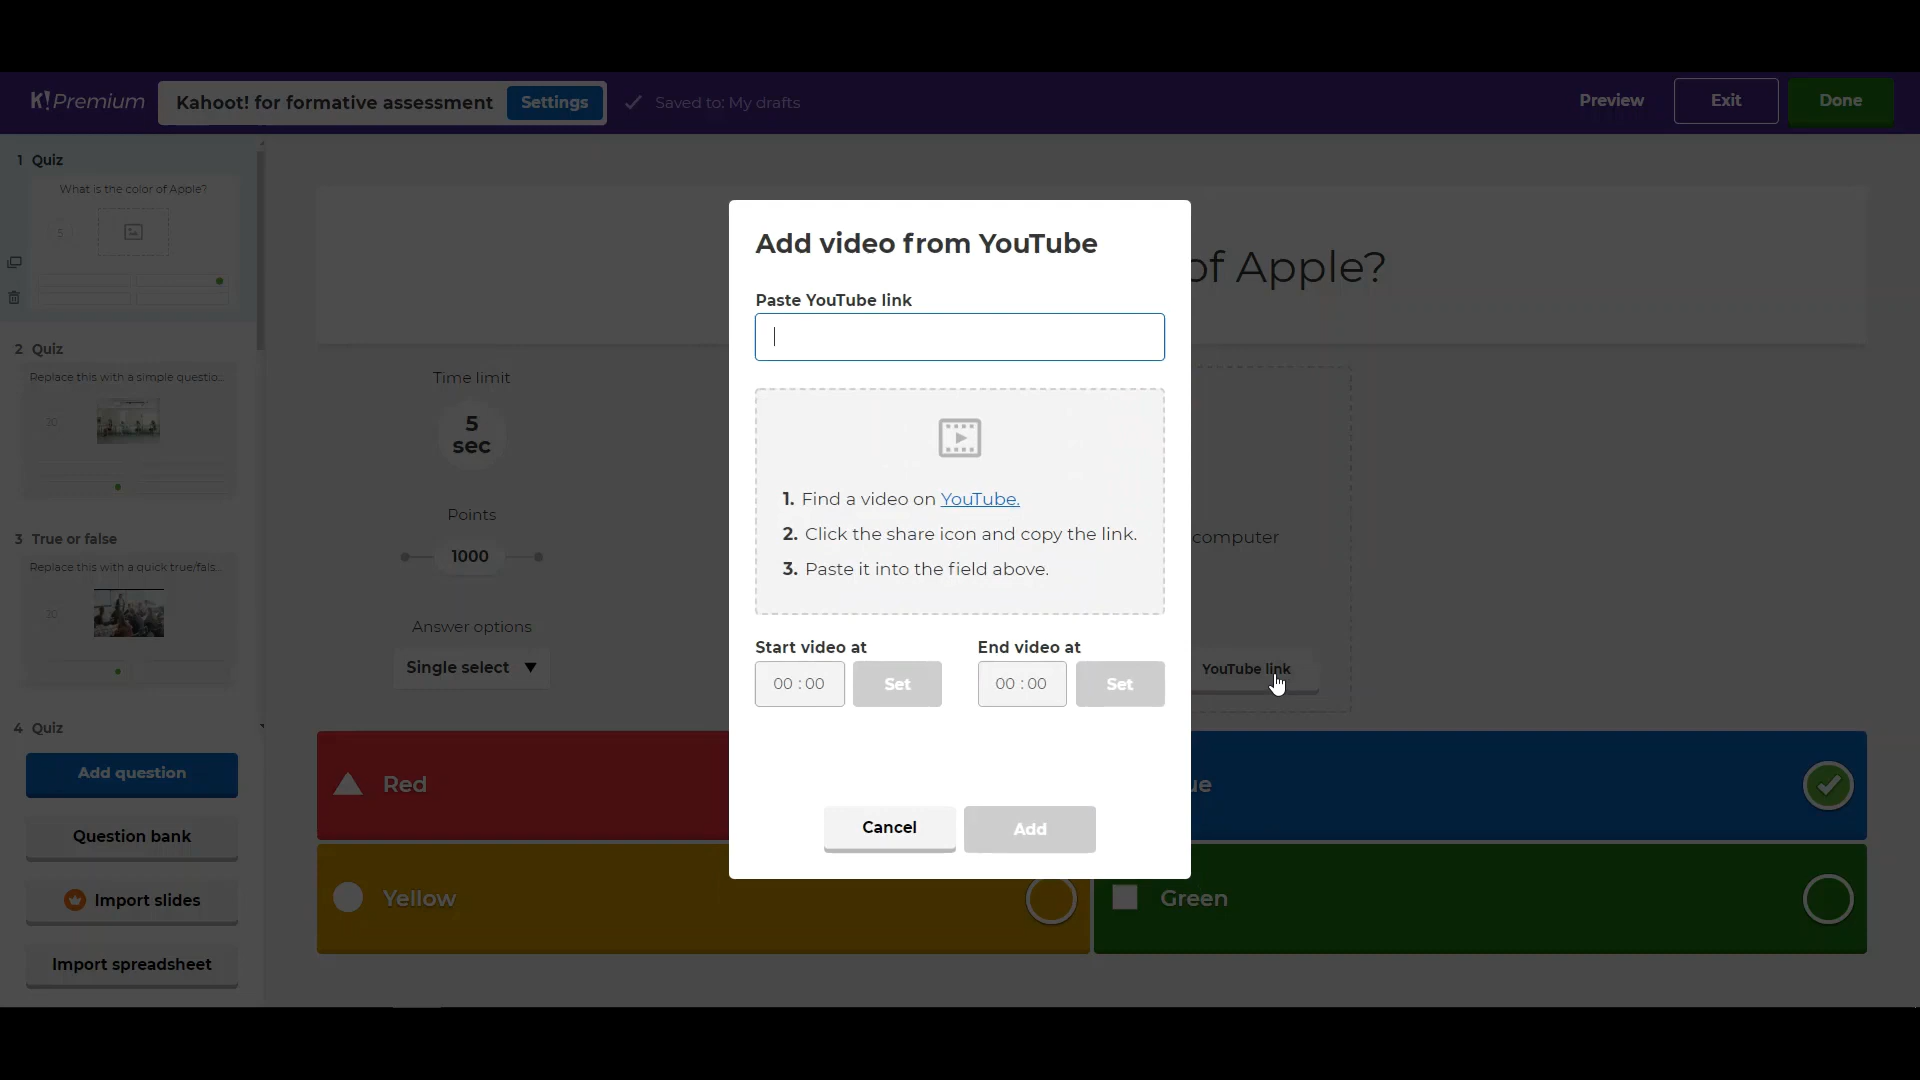 K! Premium
Kahoot! for formative assessment
Settings
Saved to: My drafts
Preview
Exit
Done
1 Quiz
What is the color of Apple?
5
2 Quiz
Replace this with a simple questio...
20
3 True or false
Replace this with a quick true/fals...
20
4 Quiz
Add question
Question bank
Import slides
Import spreadsheet
of Apple?
Time limit
5
sec
Points
1000
Answer options
Single select
computer
YouTube link
Add video from YouTube
Paste YouTube link
1. Find a video on YouTube.
2. Click the share icon and copy the link.
3. Paste it into the field above.
Start video at
End video at
00 : 00
Set
00 : 00
Set
Cancel
Add
Red
ue
Yellow
Green